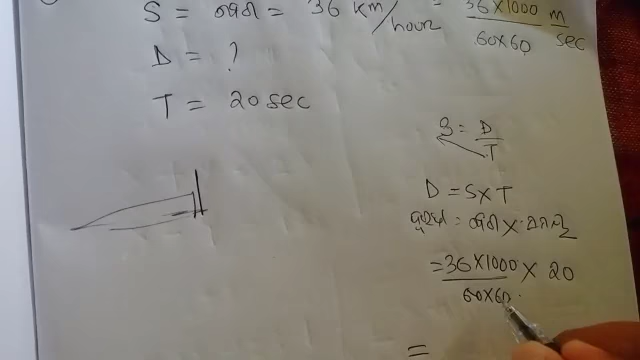 S = ବେଗ = 36 km/hour = 36×1000 m / 60×60 sec
D = ?
T = 20 sec
S = D/T
D = S×T
ଦୂରତା = ବେଗ × ସମୟ
= 36×1000 / 60×60 × 20
=